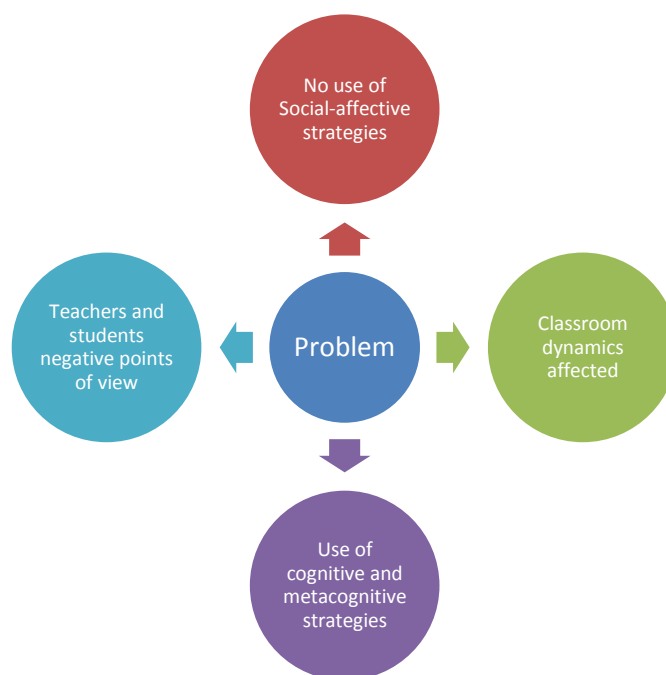 No use of
Social-affective
strategies
Teachers and
students
negative points
of view
Problem
Classroom
dynamics
affected
Use of
cognitive and
metacognitive
strategies